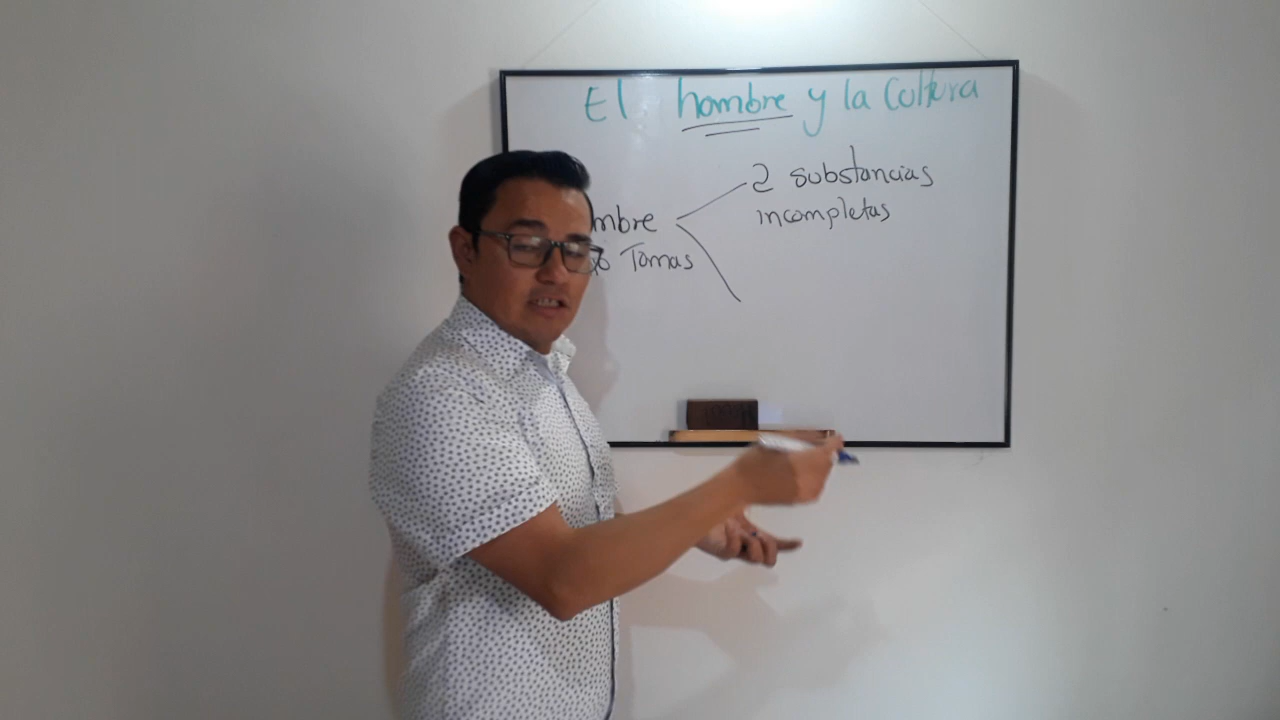 El hombre y la Cultura
2 substancias
incompletas
mbre
Tomas